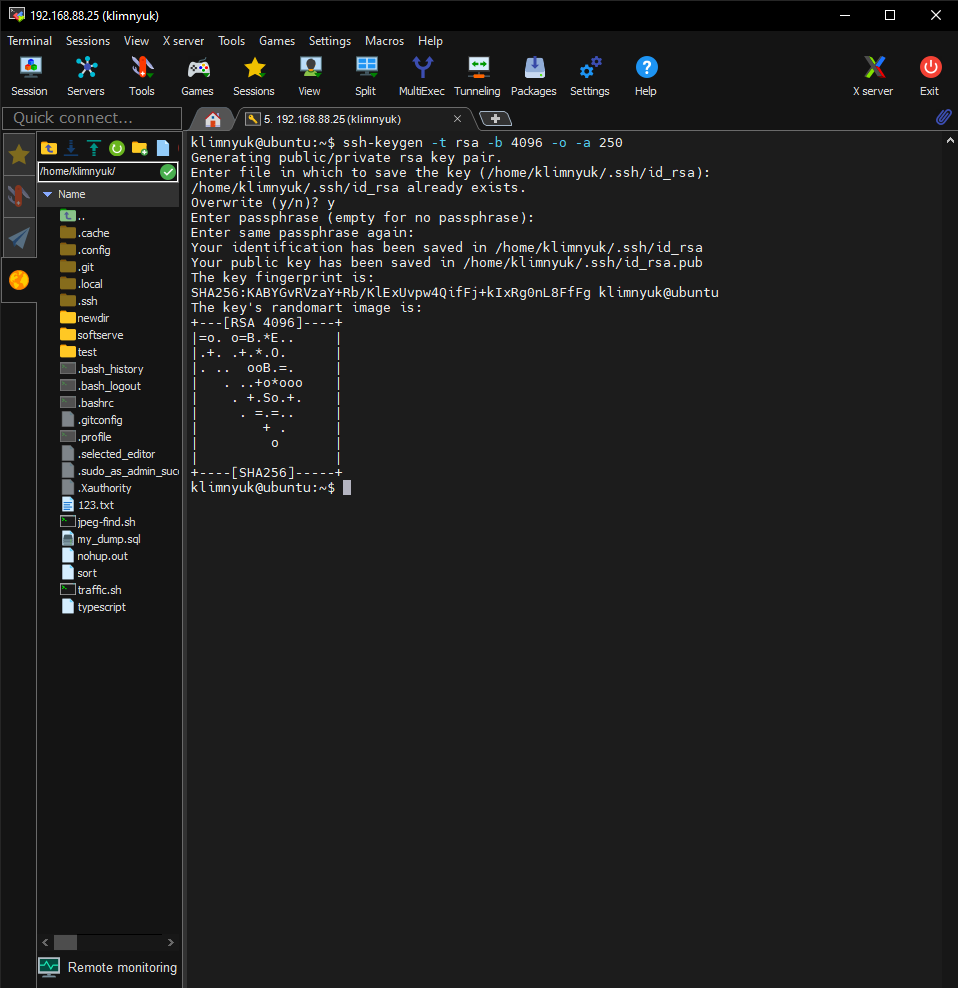 192.168.88.25 (klimnyuk)
Terminal Sessions View X server Tools Games Settings Macros Help
Session Servers Tools Games Sessions View Split MultiExec Tunneling Packages Settings Help X server Exit
Quick connect...
5. 192.168.88.25 (klimnyuk)
/home/klimnyuk/
Name
..
.cache
.config
.git
.local
.ssh
newdir
softserve
test
.bash_history
.bash_logout
.bashrc
.gitconfig
.profile
.selected_editor
.sudo_as_admin_succ
.Xauthority
123.txt
jpeg-find.sh
my_dump.sql
nohup.out
sort
traffic.sh
typescript
Remote monitoring
klimnyuk@ubuntu:~$ ssh-keygen -t rsa -b 4096 -o -a 250
Generating public/private rsa key pair.
Enter file in which to save the key (/home/klimnyuk/.ssh/id_rsa):
/home/klimnyuk/.ssh/id_rsa already exists.
Overwrite (y/n)? y
Enter passphrase (empty for no passphrase):
Enter same passphrase again:
Your identification has been saved in /home/klimnyuk/.ssh/id_rsa
Your public key has been saved in /home/klimnyuk/.ssh/id_rsa.pub
The key fingerprint is:
SHA256:KABYGvRVzaY+Rb/KlExUvpw4QifFj+kIxRg0nL8FfFg klimnyuk@ubuntu
The key's randomart image is:
+---[RSA 4096]----+
|=o. o=B.*E..     |
|.+. .+.*.O.      |
|. ..  ooB.=.     |
|   . ..+o*ooo    |
|    . +.So.+.    |
|     . =.=..     |
|        + .      |
|         o       |
|                 |
+----[SHA256]-----+
klimnyuk@ubuntu:~$